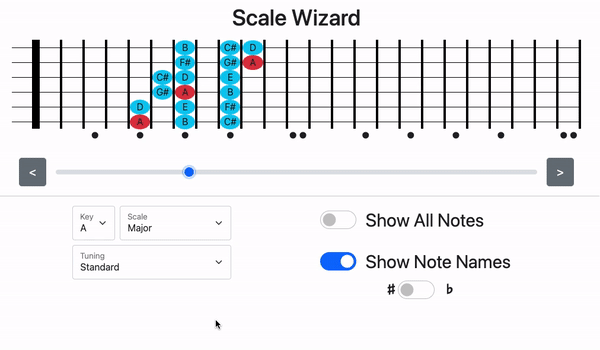 Scale Wizard
B C# D
F# G# A
C# D E
G# A B
D E F#
A B C#
< >
Key
A
Scale
Major
Show All Notes
Tuning
Standard
Show Note Names
# b